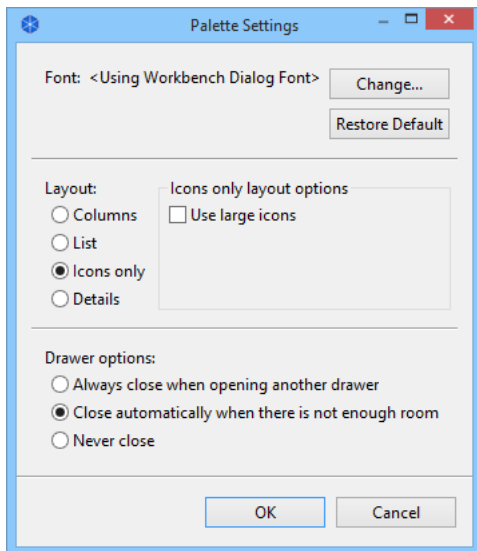 Palette Settings
Font: <Using Workbench Dialog Font>
Change...
Restore Default
Layout:
Icons only layout options
Columns
Use large icons
List
Icons only
Details
Drawer options:
Always close when opening another drawer
Close automatically when there is not enough room
Never close
OK
Cancel